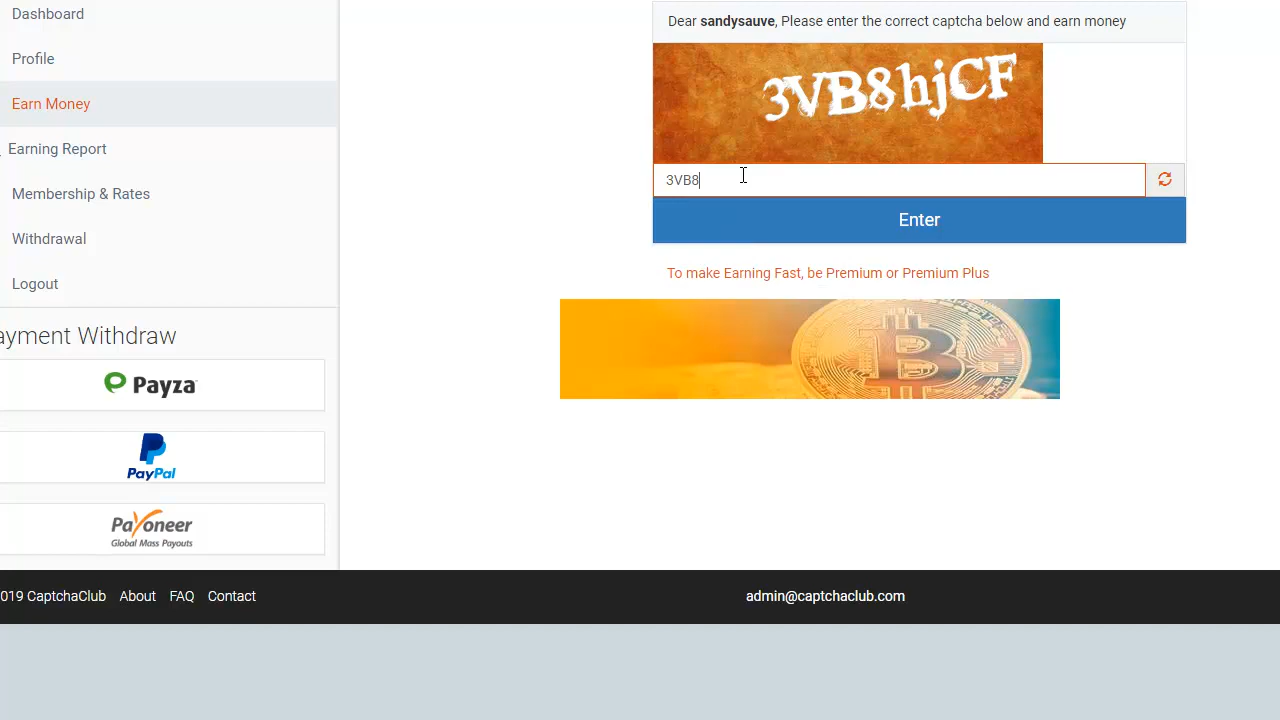 Dashboard
Profile
Earn Money
Earning Report
Membership & Rates
Withdrawal
Logout
ayment Withdraw
Payza
PayPal
Payoneer
Global Mass Payouts
Dear sandysauve, Please enter the correct captcha below and earn money
3VB8hjCF
3VB8
Enter
To make Earning Fast, be Premium or Premium Plus
019 CaptchaClub About FAQ Contact
admin@captchaclub.com